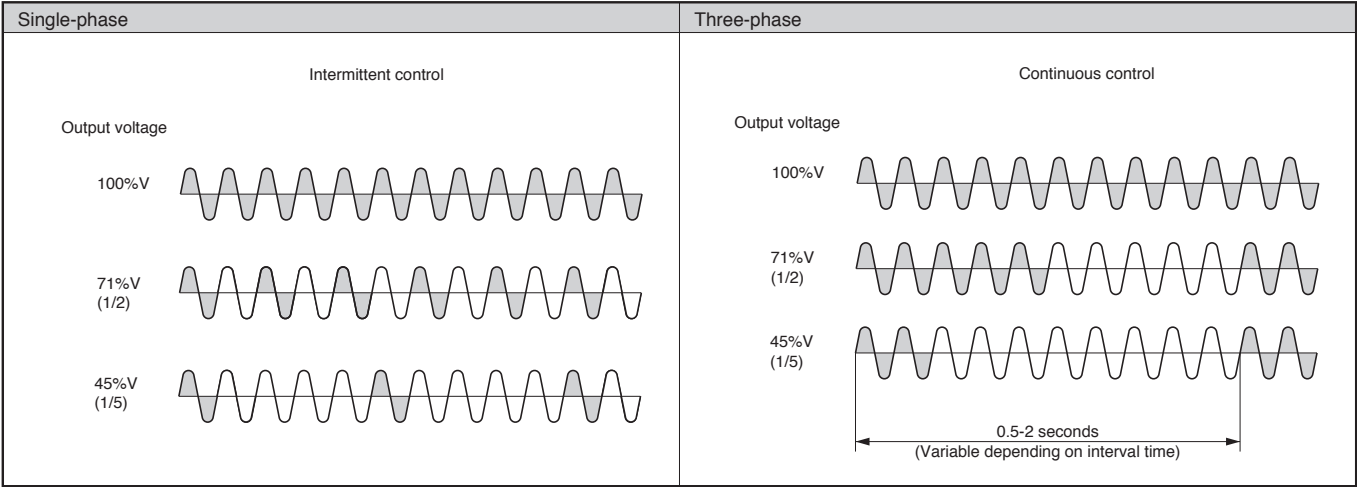 Single-phase
Intermittent control
Output voltage
100%V
71%V
(1/2)
45%V
(1/5)
Three-phase
Continuous control
Output voltage
100%V
71%V
(1/2)
45%V
(1/5)
0.5-2 seconds
(Variable depending on interval time)